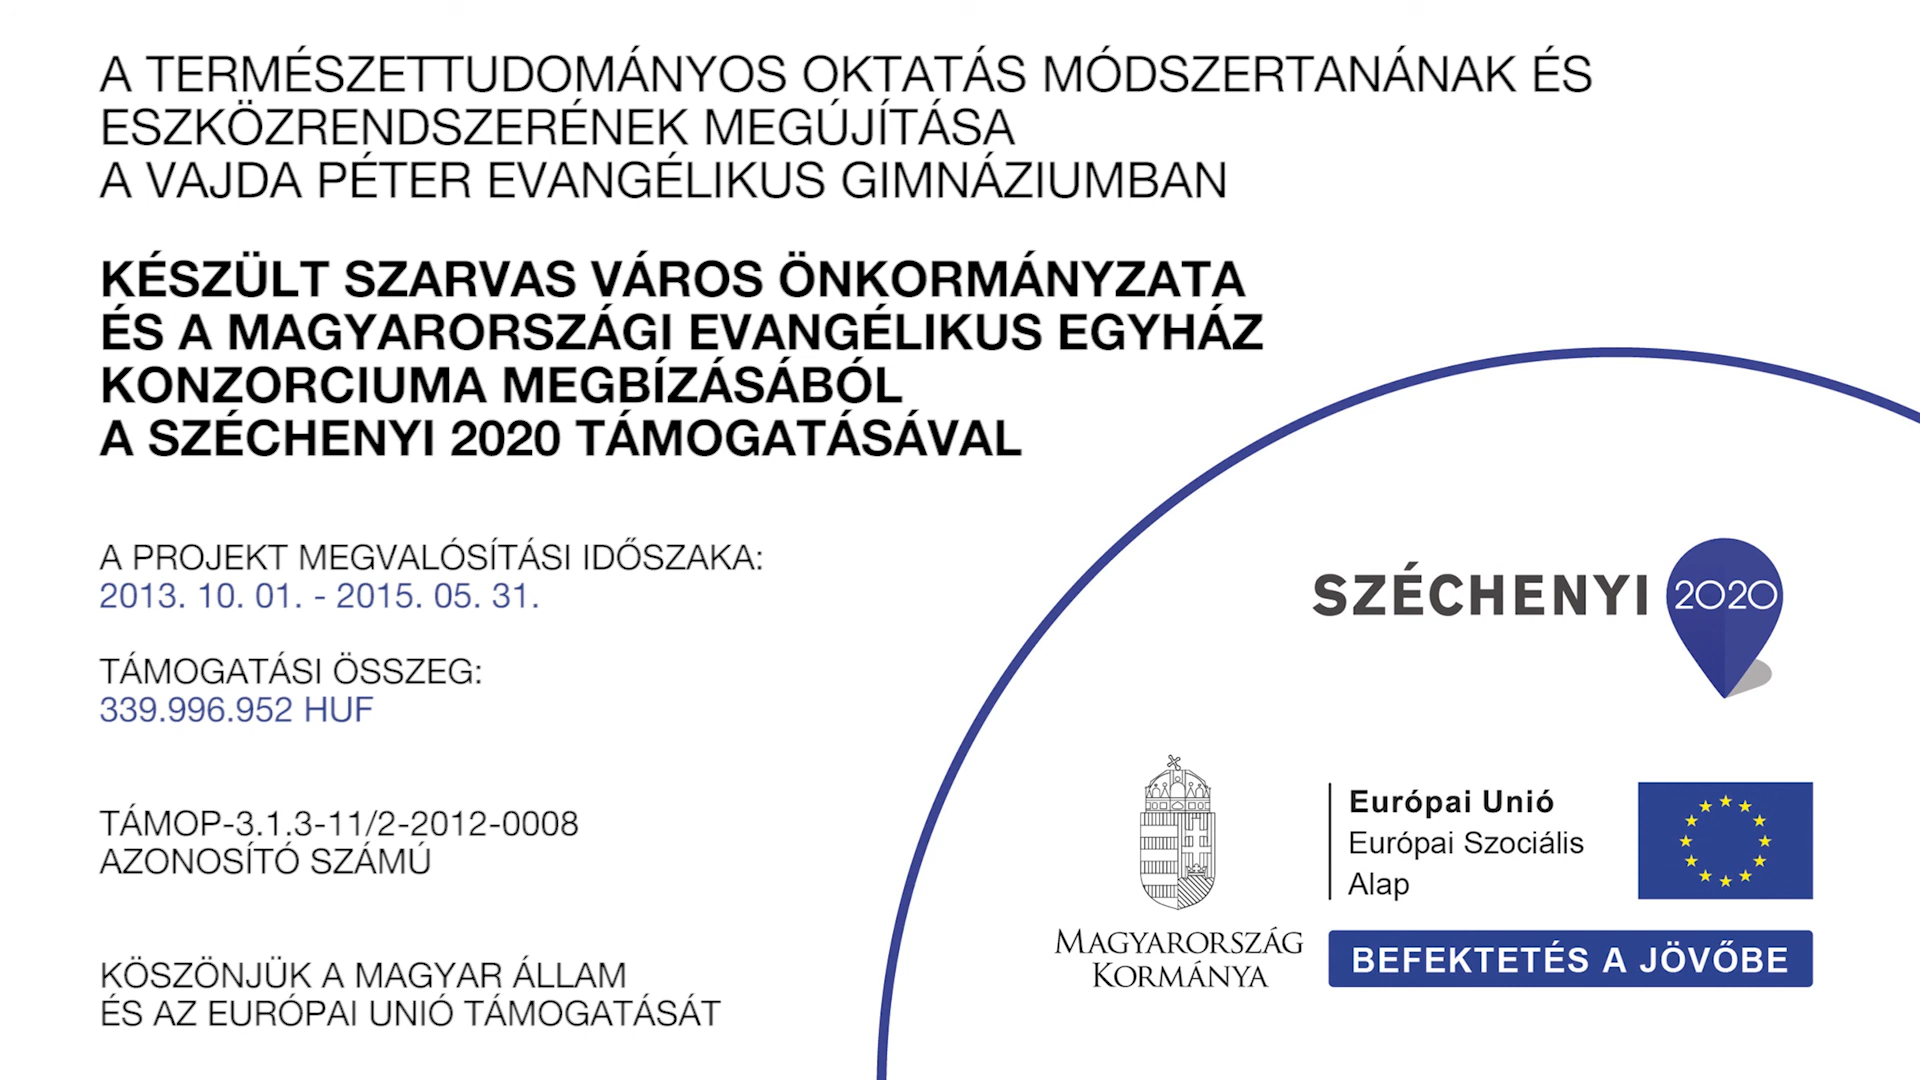 A TERMÉSZETTUDOMÁNYOS OKTATÁS MÓDSZERTANÁNAK ÉS
ESZKÖZRENDSZERÉNEK MEGÚJÍTÁSA
A VAJDA PÉTER EVANGÉLIKUS GIMNÁZIUMBAN
KÉSZÜLT SZARVAS VÁROS ÖNKORMÁNYZATA
ÉS A MAGYARORSZÁGI EVANGÉLIKUS EGYHÁZ
KONZORCIUMA MEGBÍZÁSÁBÓL
A SZÉCHENYI 2020 TÁMOGATÁSÁVAL
A PROJEKT MEGVALÓSÍTÁSI IDŐSZAKA:
2013. 10. 01. - 2015. 05. 31.
TÁMOGATÁSI ÖSSZEG:
339.996.952 HUF
TÁMOP-3.1.3-11/2-2012-0008
AZONOSÍTÓ SZÁMÚ
KÖSZÖNJÜK A MAGYAR ÁLLAM
ÉS AZ EURÓPAI UNIÓ TÁMOGATÁSÁT
SZÉCHENYI 2020
MAGYARORSZÁG
KORMÁNYA
Európai Unió
Európai Szociális
Alap
BEFEKTETÉS A JÖVŐBE